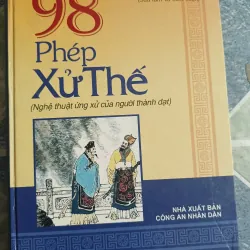 98
Phép
Xử Thế
(Nghệ thuật ứng xử của người thành đạt)
NHÀ XUẤT BẢN
CÔNG AN NHÂN DÂN